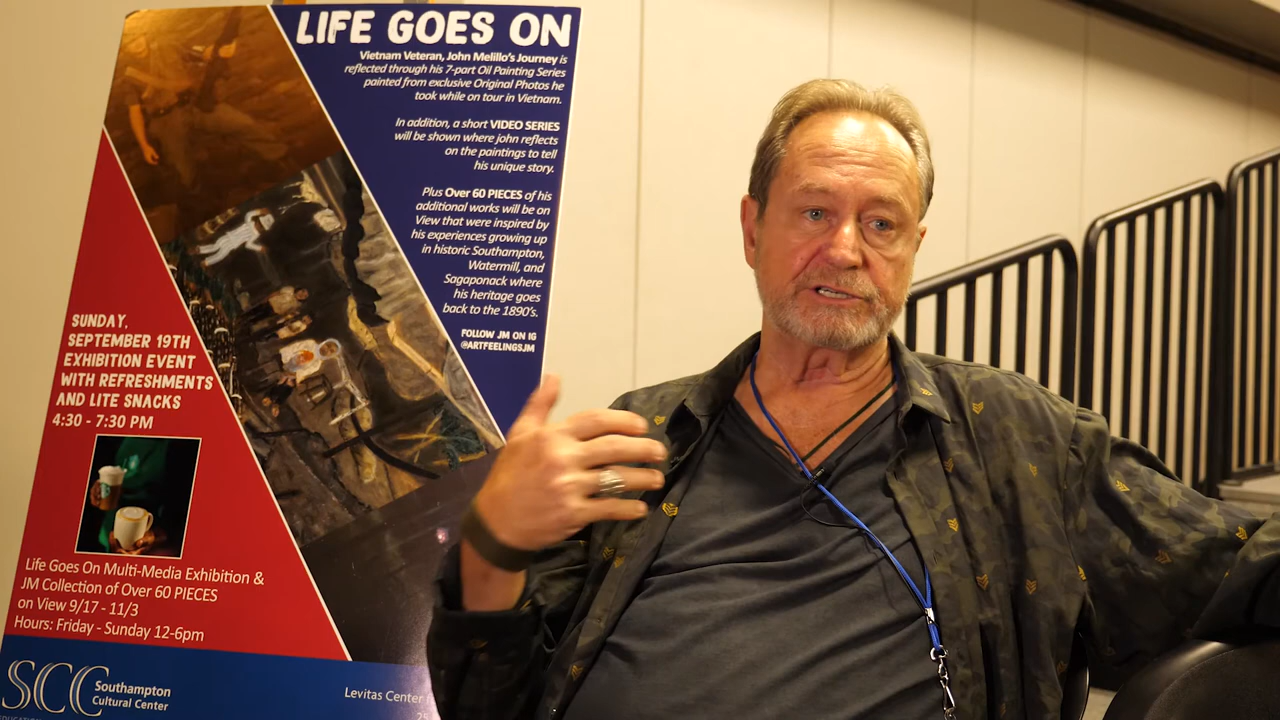 LIFE GOES ON
Vietnam Veteran, John Melillo's Journey is
reflected through his 7-part Oil Painting Series
painted from exclusive Original Photos he
took while on tour in Vietnam.
In addition, a short VIDEO SERIES
will be shown where john reflects
on the paintings to tell
his unique story.
Plus Over 60 PIECES of his
additional works will be on
View that were inspired by
his experiences growing up
in historic Southampton,
Watermill, and
Sagaponack where
his heritage goes
back to the 1890's.
FOLLOW JM ON IG
@ARTFEELINGSJM
SUNDAY,
SEPTEMBER 19TH
EXHIBITION EVENT
WITH REFRESHMENTS
AND LITE SNACKS
4:30 - 7:30 PM
Life Goes On Multi-Media Exhibition &
JM Collection of Over 60 PIECES
on View 9/17 - 11/3
Hours: Friday - Sunday 12-6pm
SCC Southampton
Cultural Center
Levitas Center
25